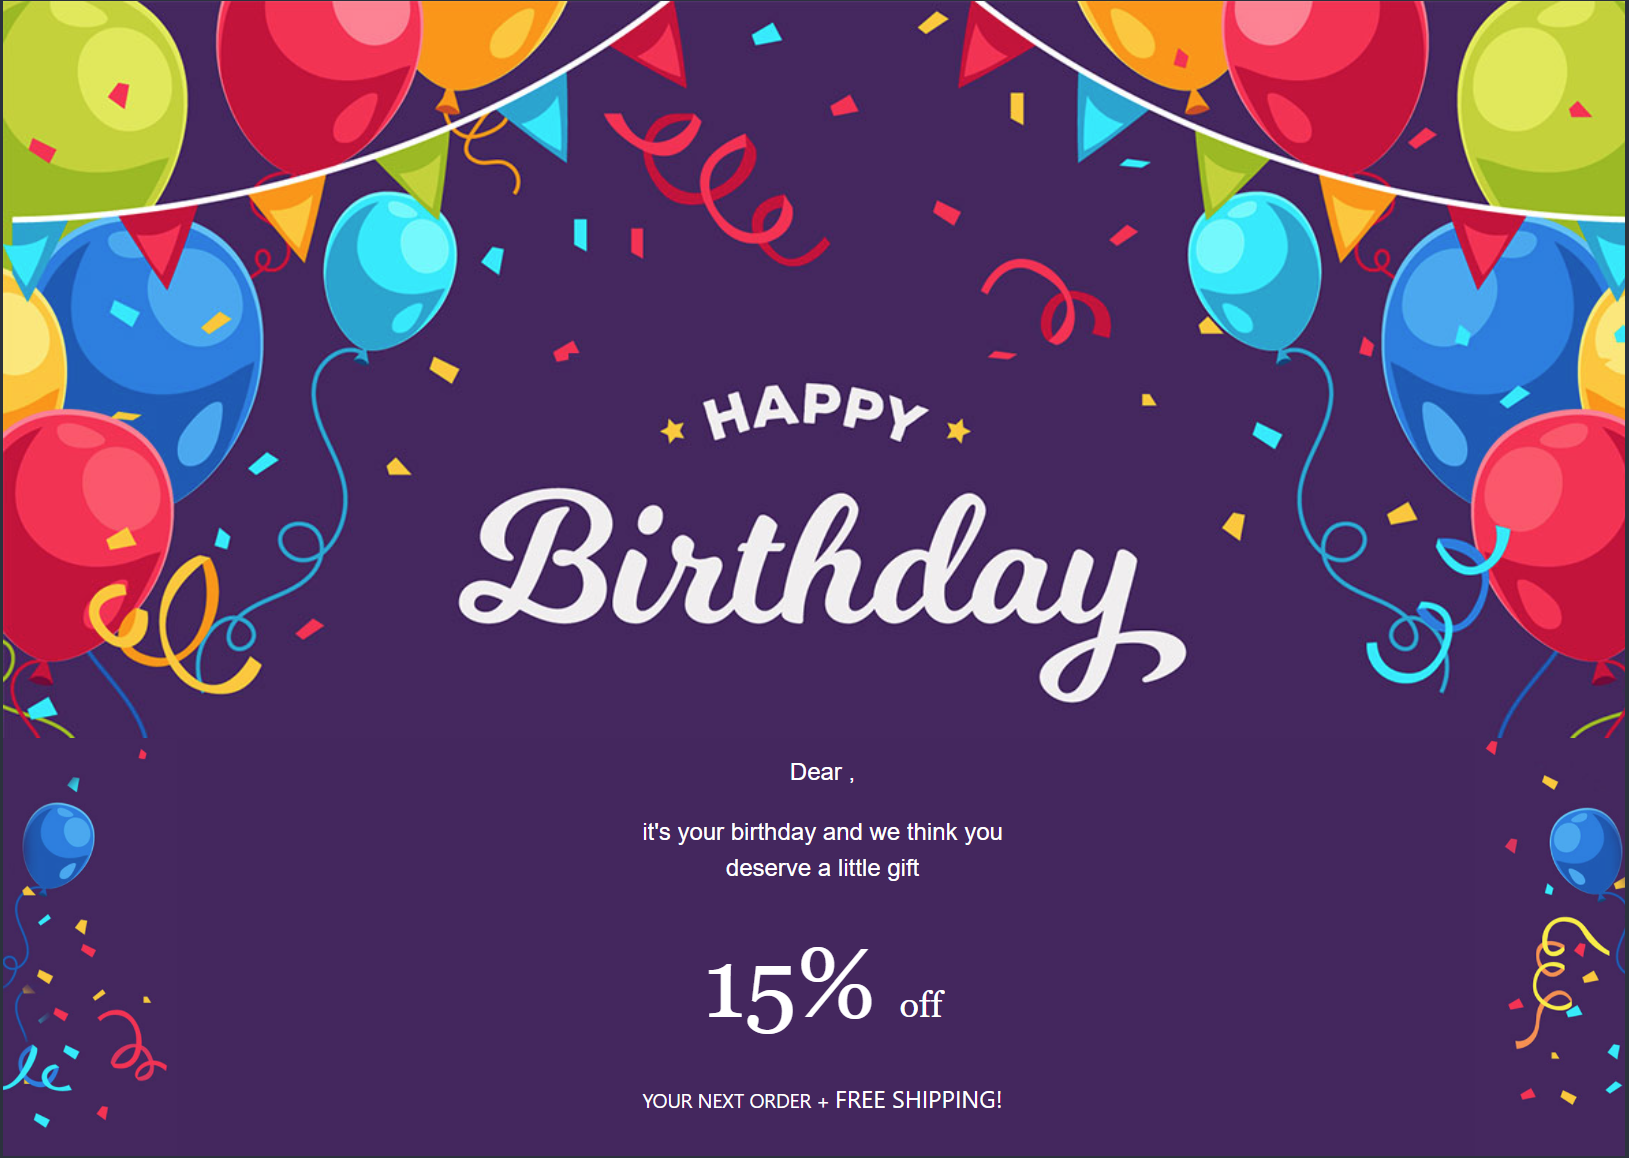 HAPPY
Birthday
Dear ,
it's your birthday and we think you
deserve a little gift
15% off
YOUR NEXT ORDER + FREE SHIPPING!